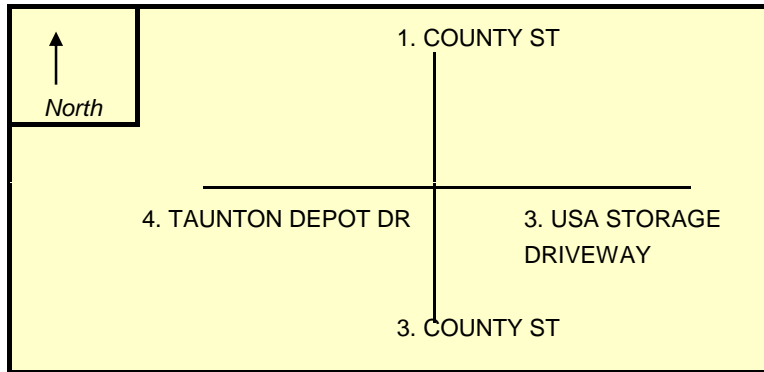 1. COUNTY ST
North
4. TAUNTON DEPOT DR
3. USA STORAGE
DRIVEWAY
3. COUNTY ST